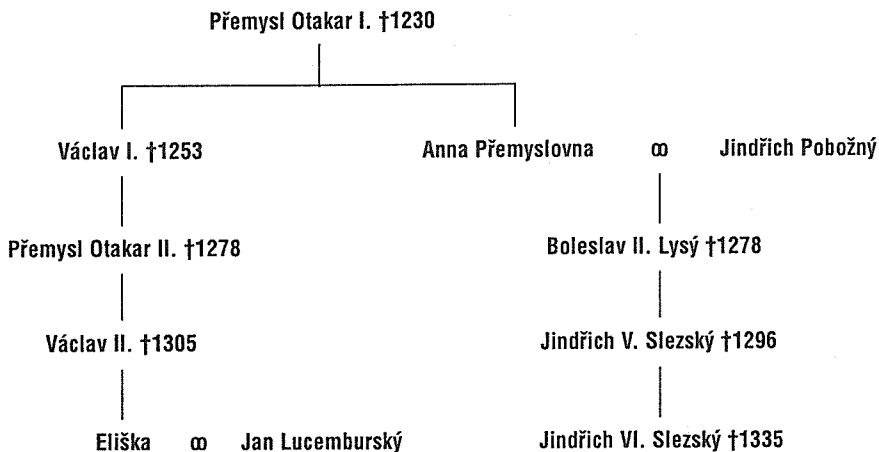 Přemysl Otakar I. †1230
Václav I. †1253 Anna Přemyslovna ꝏ Jindřich Pobožný
Přemysl Otakar II. †1278 Boleslav II. Lysý †1278
Václav II. †1305 Jindřich V. Slezský †1296
Eliška ꝏ Jan Lucemburský Jindřich VI. Slezský †1335